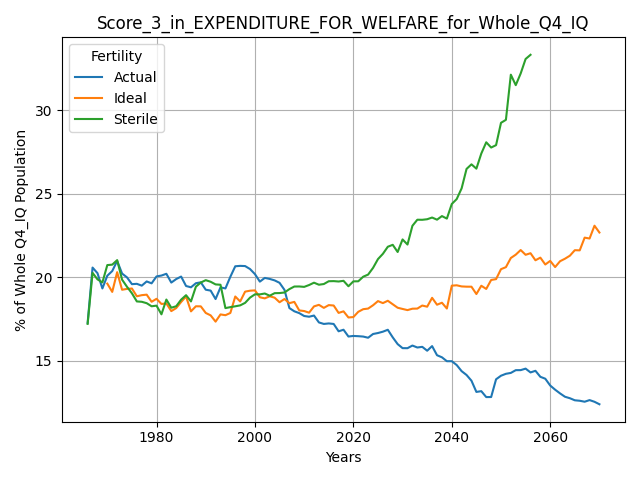 Score_3_in_EXPENDITURE_FOR_WELFARE_for_Whole_Q4_IQ
Fertility
Actual
Ideal
Sterile
% of Whole Q4_IQ Population
30
25
20
15
1980
2000
2020
2040
2060
Years